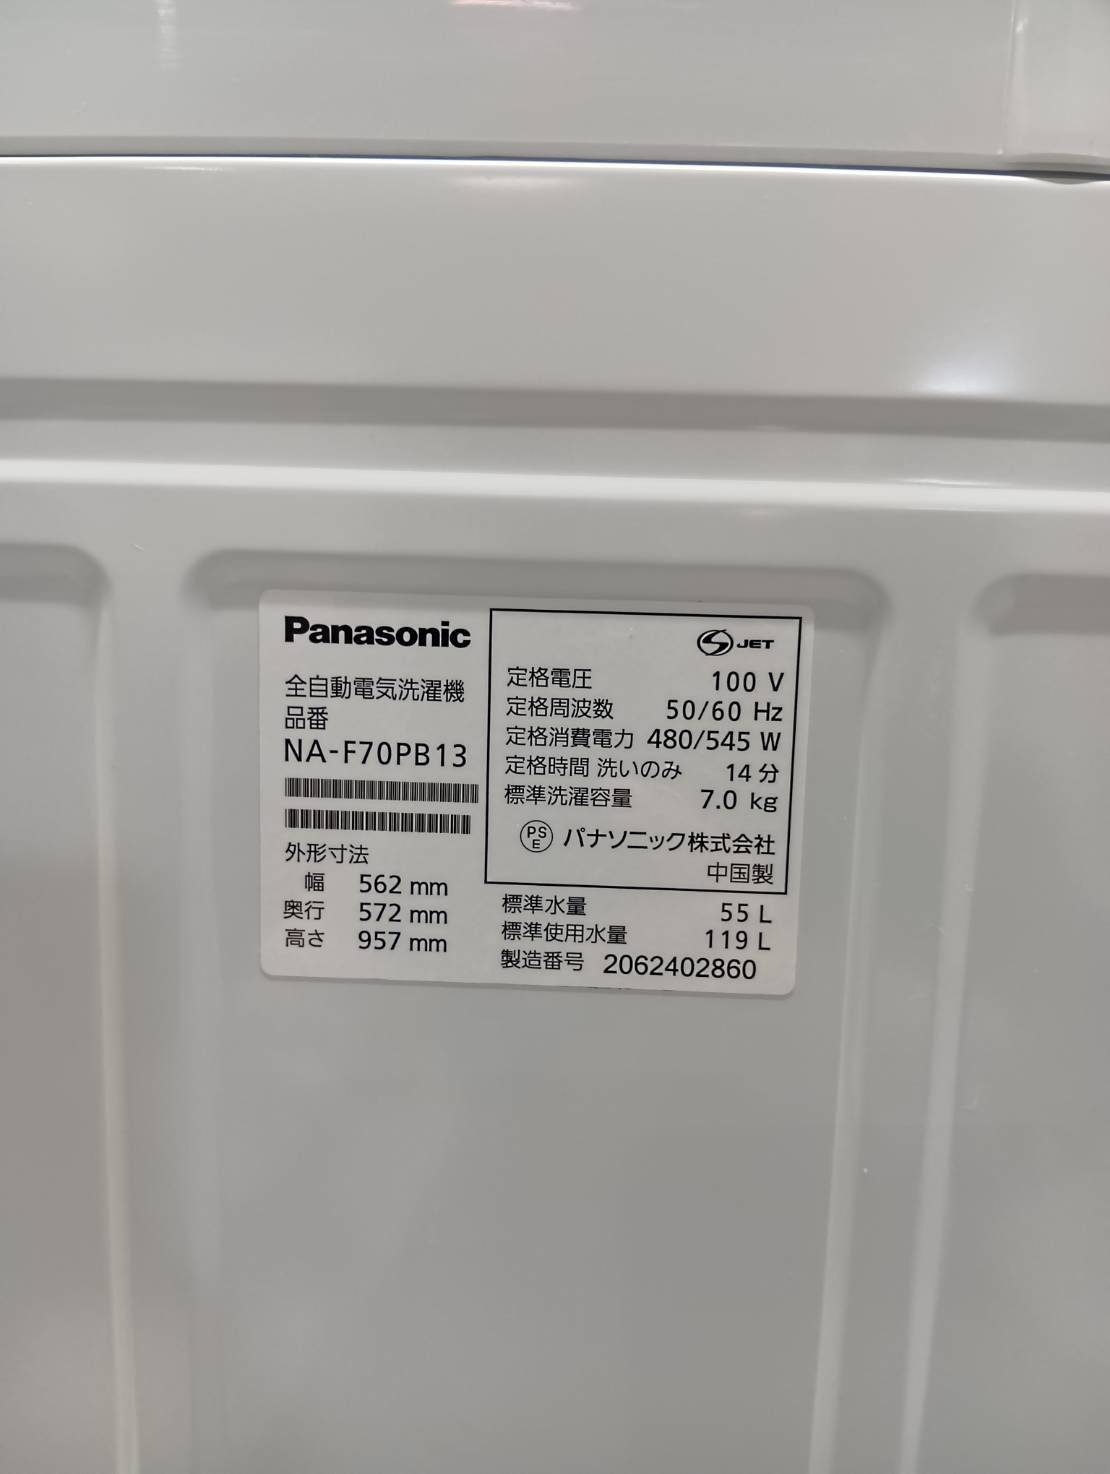 Panasonic
全自動電気洗濯機
品番
NA-F70PB13
外形寸法
幅 562 mm
奥行 572 mm
高さ 957 mm
S JET
定格電圧 100 V
定格周波数 50/60 Hz
定格消費電力 480/545 W
定格時間 洗いのみ 14分
標準洗濯容量 7.0 kg
PSE パナソニック株式会社
中国製
標準水量 55 L
標準使用水量 119 L
製造番号 2062402860